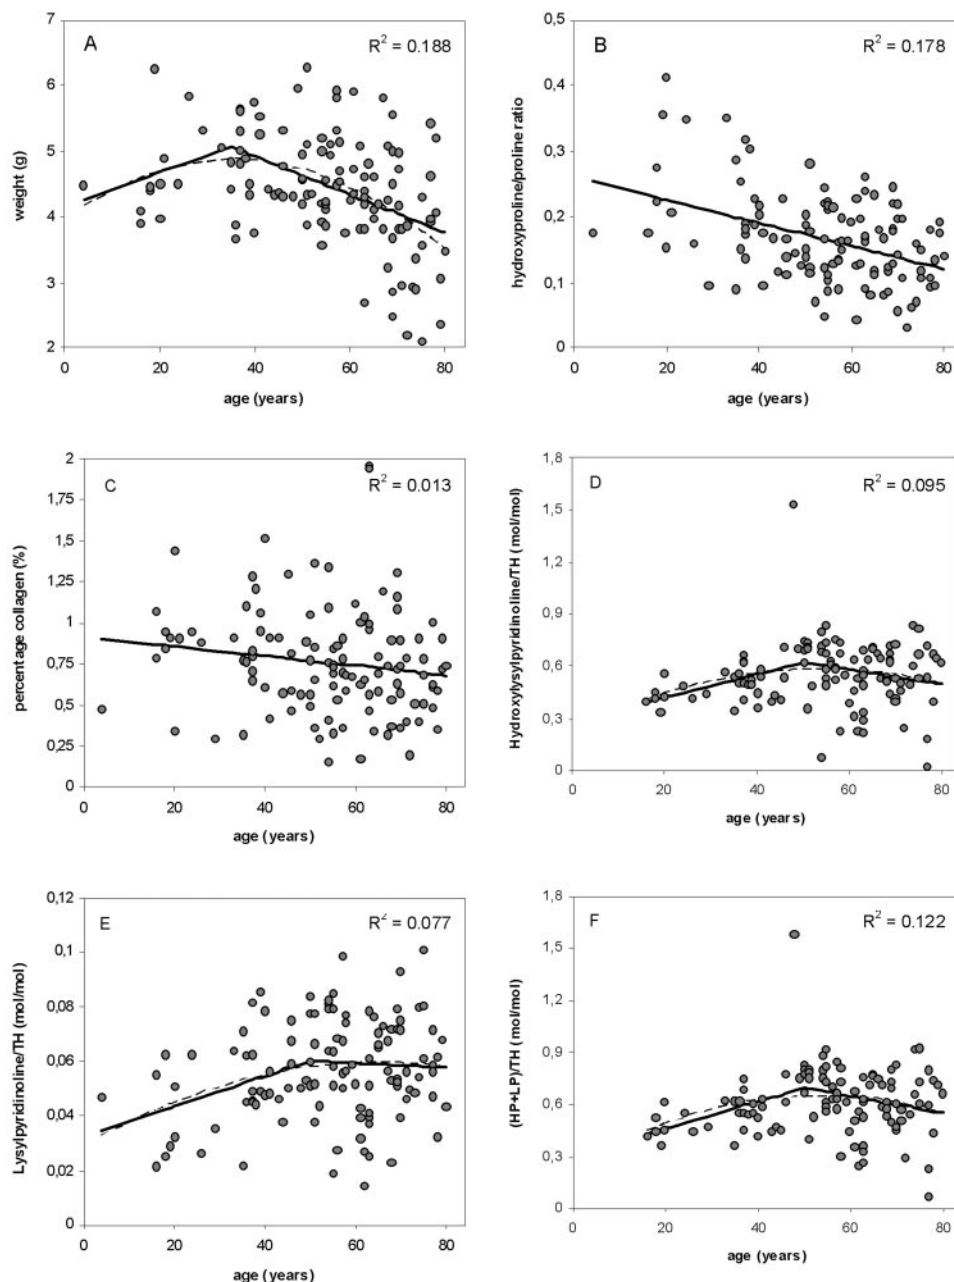 A
R² = 0.188
weight (g)
7
6
5
4
3
2
0 20 40 60 80
age (years)
B
R² = 0.178
hydroxyproline/proline ratio
0,5
0,4
0,3
0,2
0,1
0
0 20 40 60 80
age (years)
C
R² = 0.013
percentage collagen (%)
2
1,75
1,5
1,25
1
0,75
0,5
0,25
0
0 20 40 60 80
age (years)
D
R² = 0.095
Hydroxylysylpyridinoline/TH (mol/mol)
1,8
1,5
1,2
0,9
0,6
0,3
0
0 20 40 60 80
age (years)
E
R² = 0.077
Lysylpyridinoline/TH (mol/mol)
0,12
0,1
0,08
0,06
0,04
0,02
0
0 20 40 60 80
age (years)
F
R² = 0.122
(HP+LP)/TH (mol/mol)
1,8
1,5
1,2
0,9
0,6
0,3
0
0 20 40 60 80
age (years)